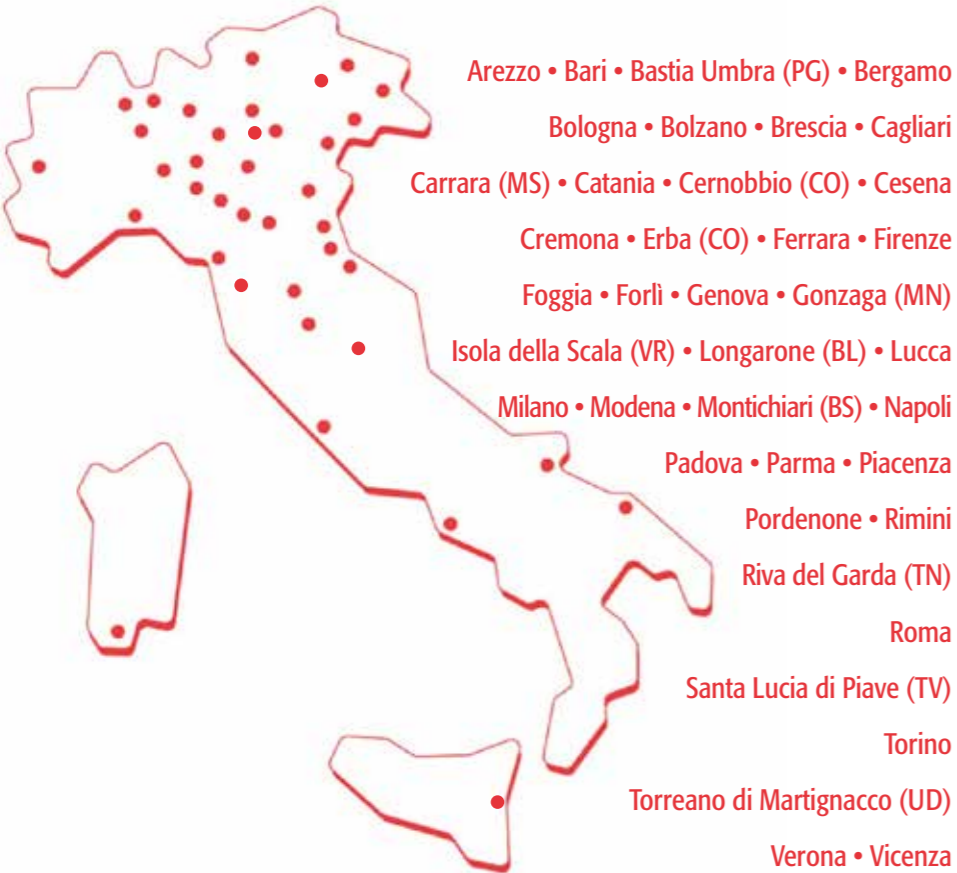 Arezzo • Bari • Bastia Umbra (PG) • Bergamo
Bologna • Bolzano • Brescia • Cagliari
Carrara (MS) • Catania • Cernobbio (CO) • Cesena
Cremona • Erba (CO) • Ferrara • Firenze
Foggia • Forlì • Genova • Gonzaga (MN)
Isola della Scala (VR) • Longarone (BL) • Lucca
Milano • Modena • Montichiari (BS) • Napoli
Padova • Parma • Piacenza
Pordenone • Rimini
Riva del Garda (TN)
Roma
Santa Lucia di Piave (TV)
Torino
Torreano di Martignacco (UD)
Verona • Vicenza